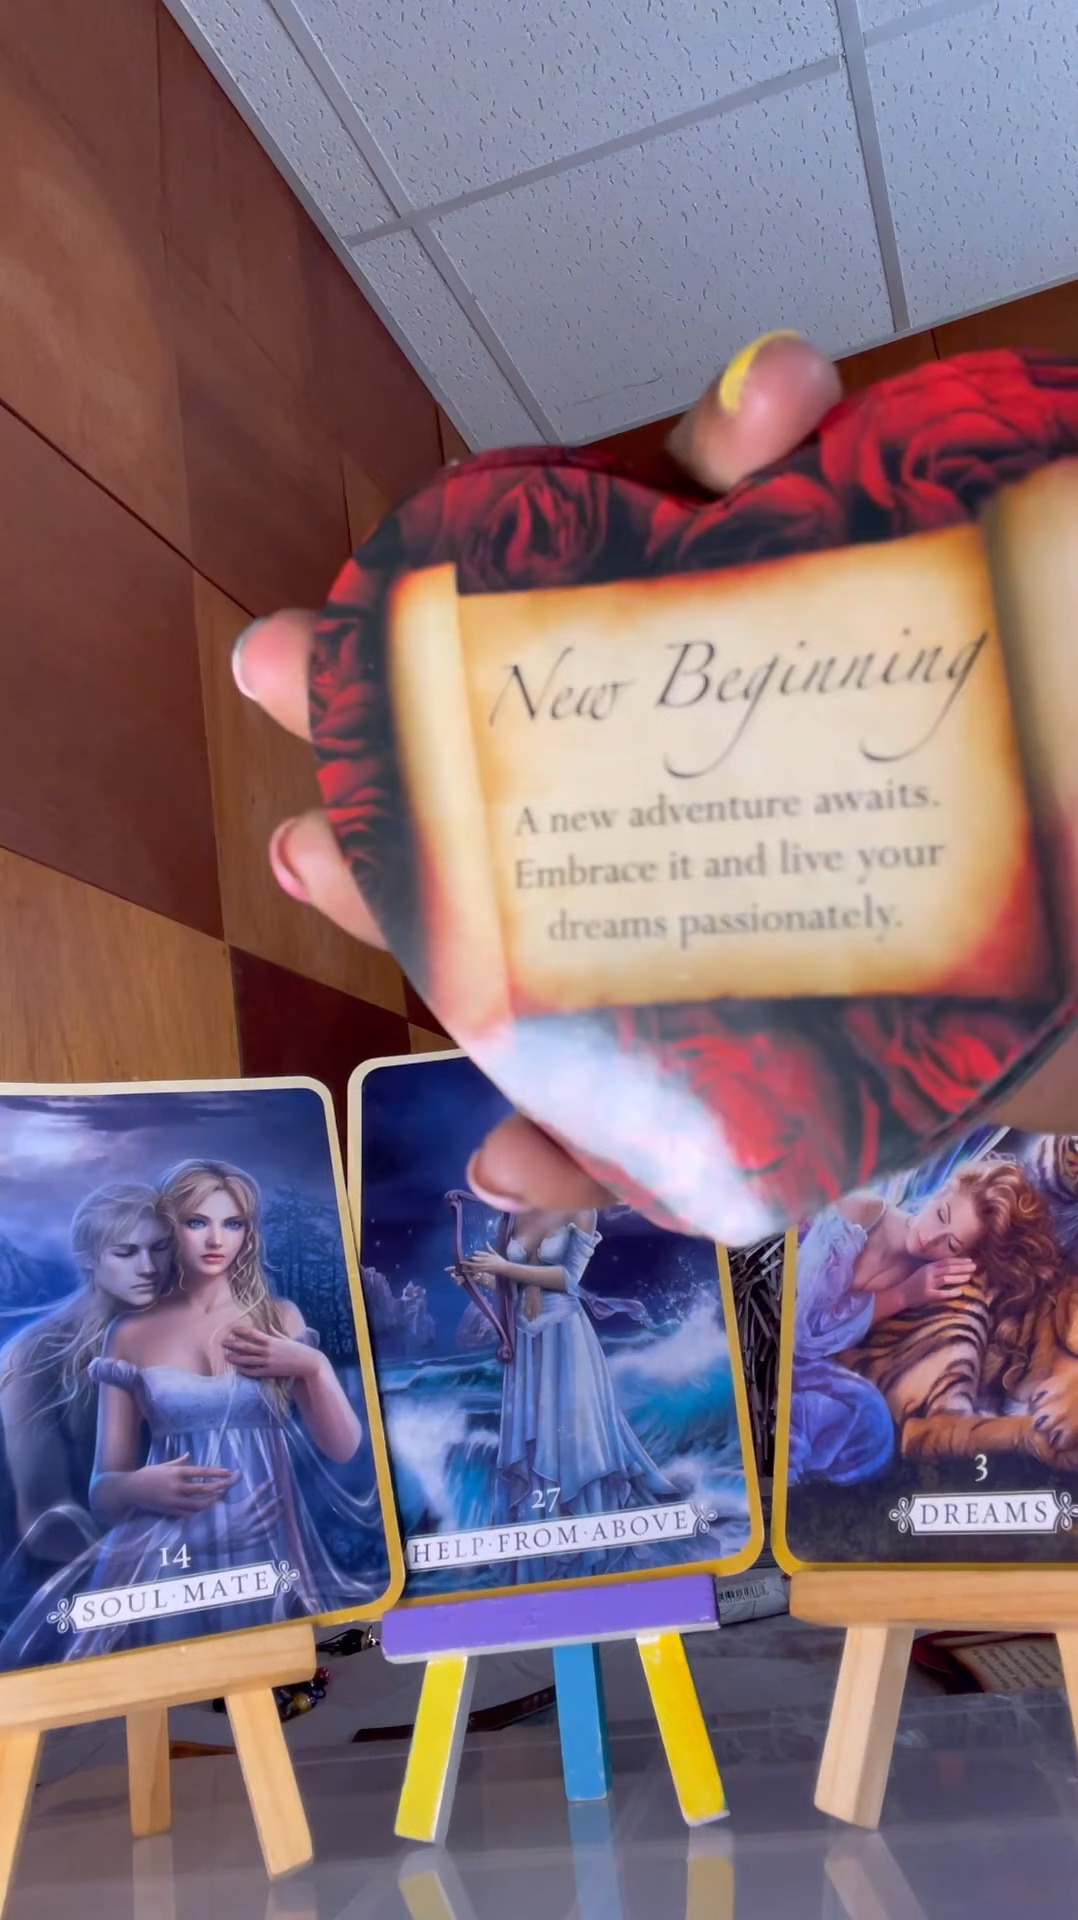 New Beginning
A new adventure awaits.
Embrace it and live your
dreams passionately.
14
SOUL·MATE
27
HELP·FROM·ABOVE
3
DREAMS